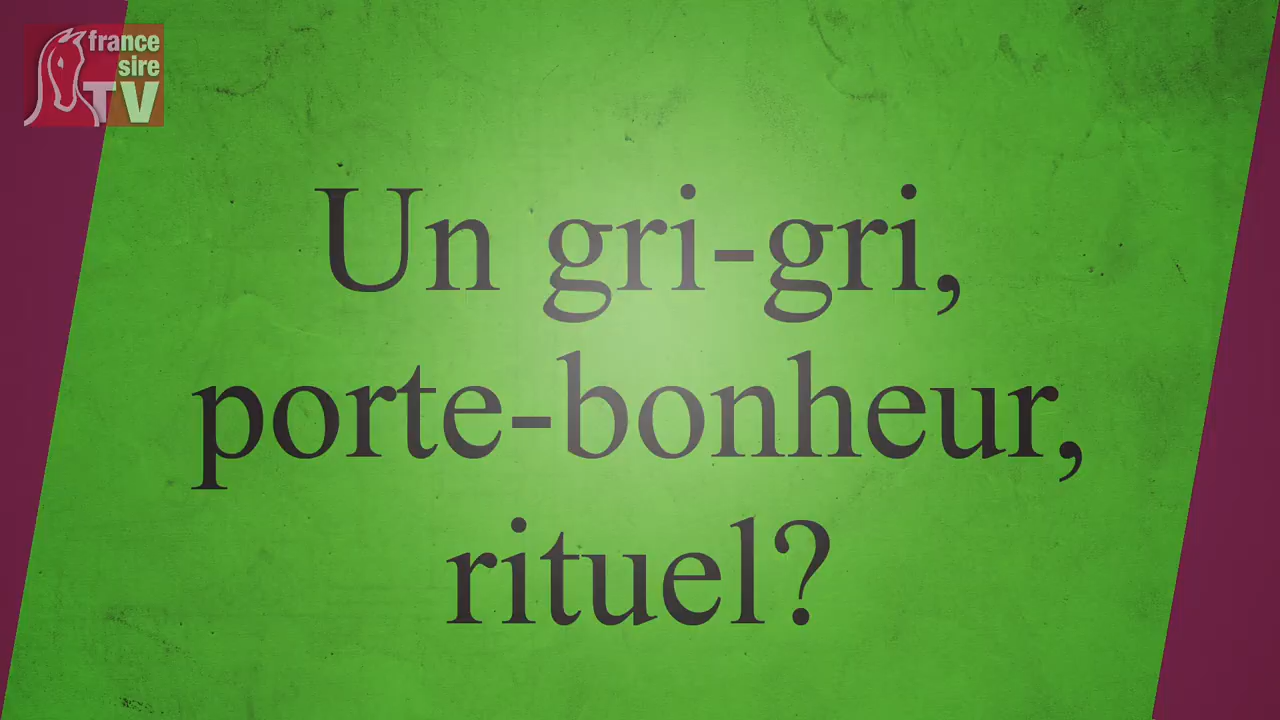 france
sire
TV
Un gri-gri,
porte-bonheur,
rituel?